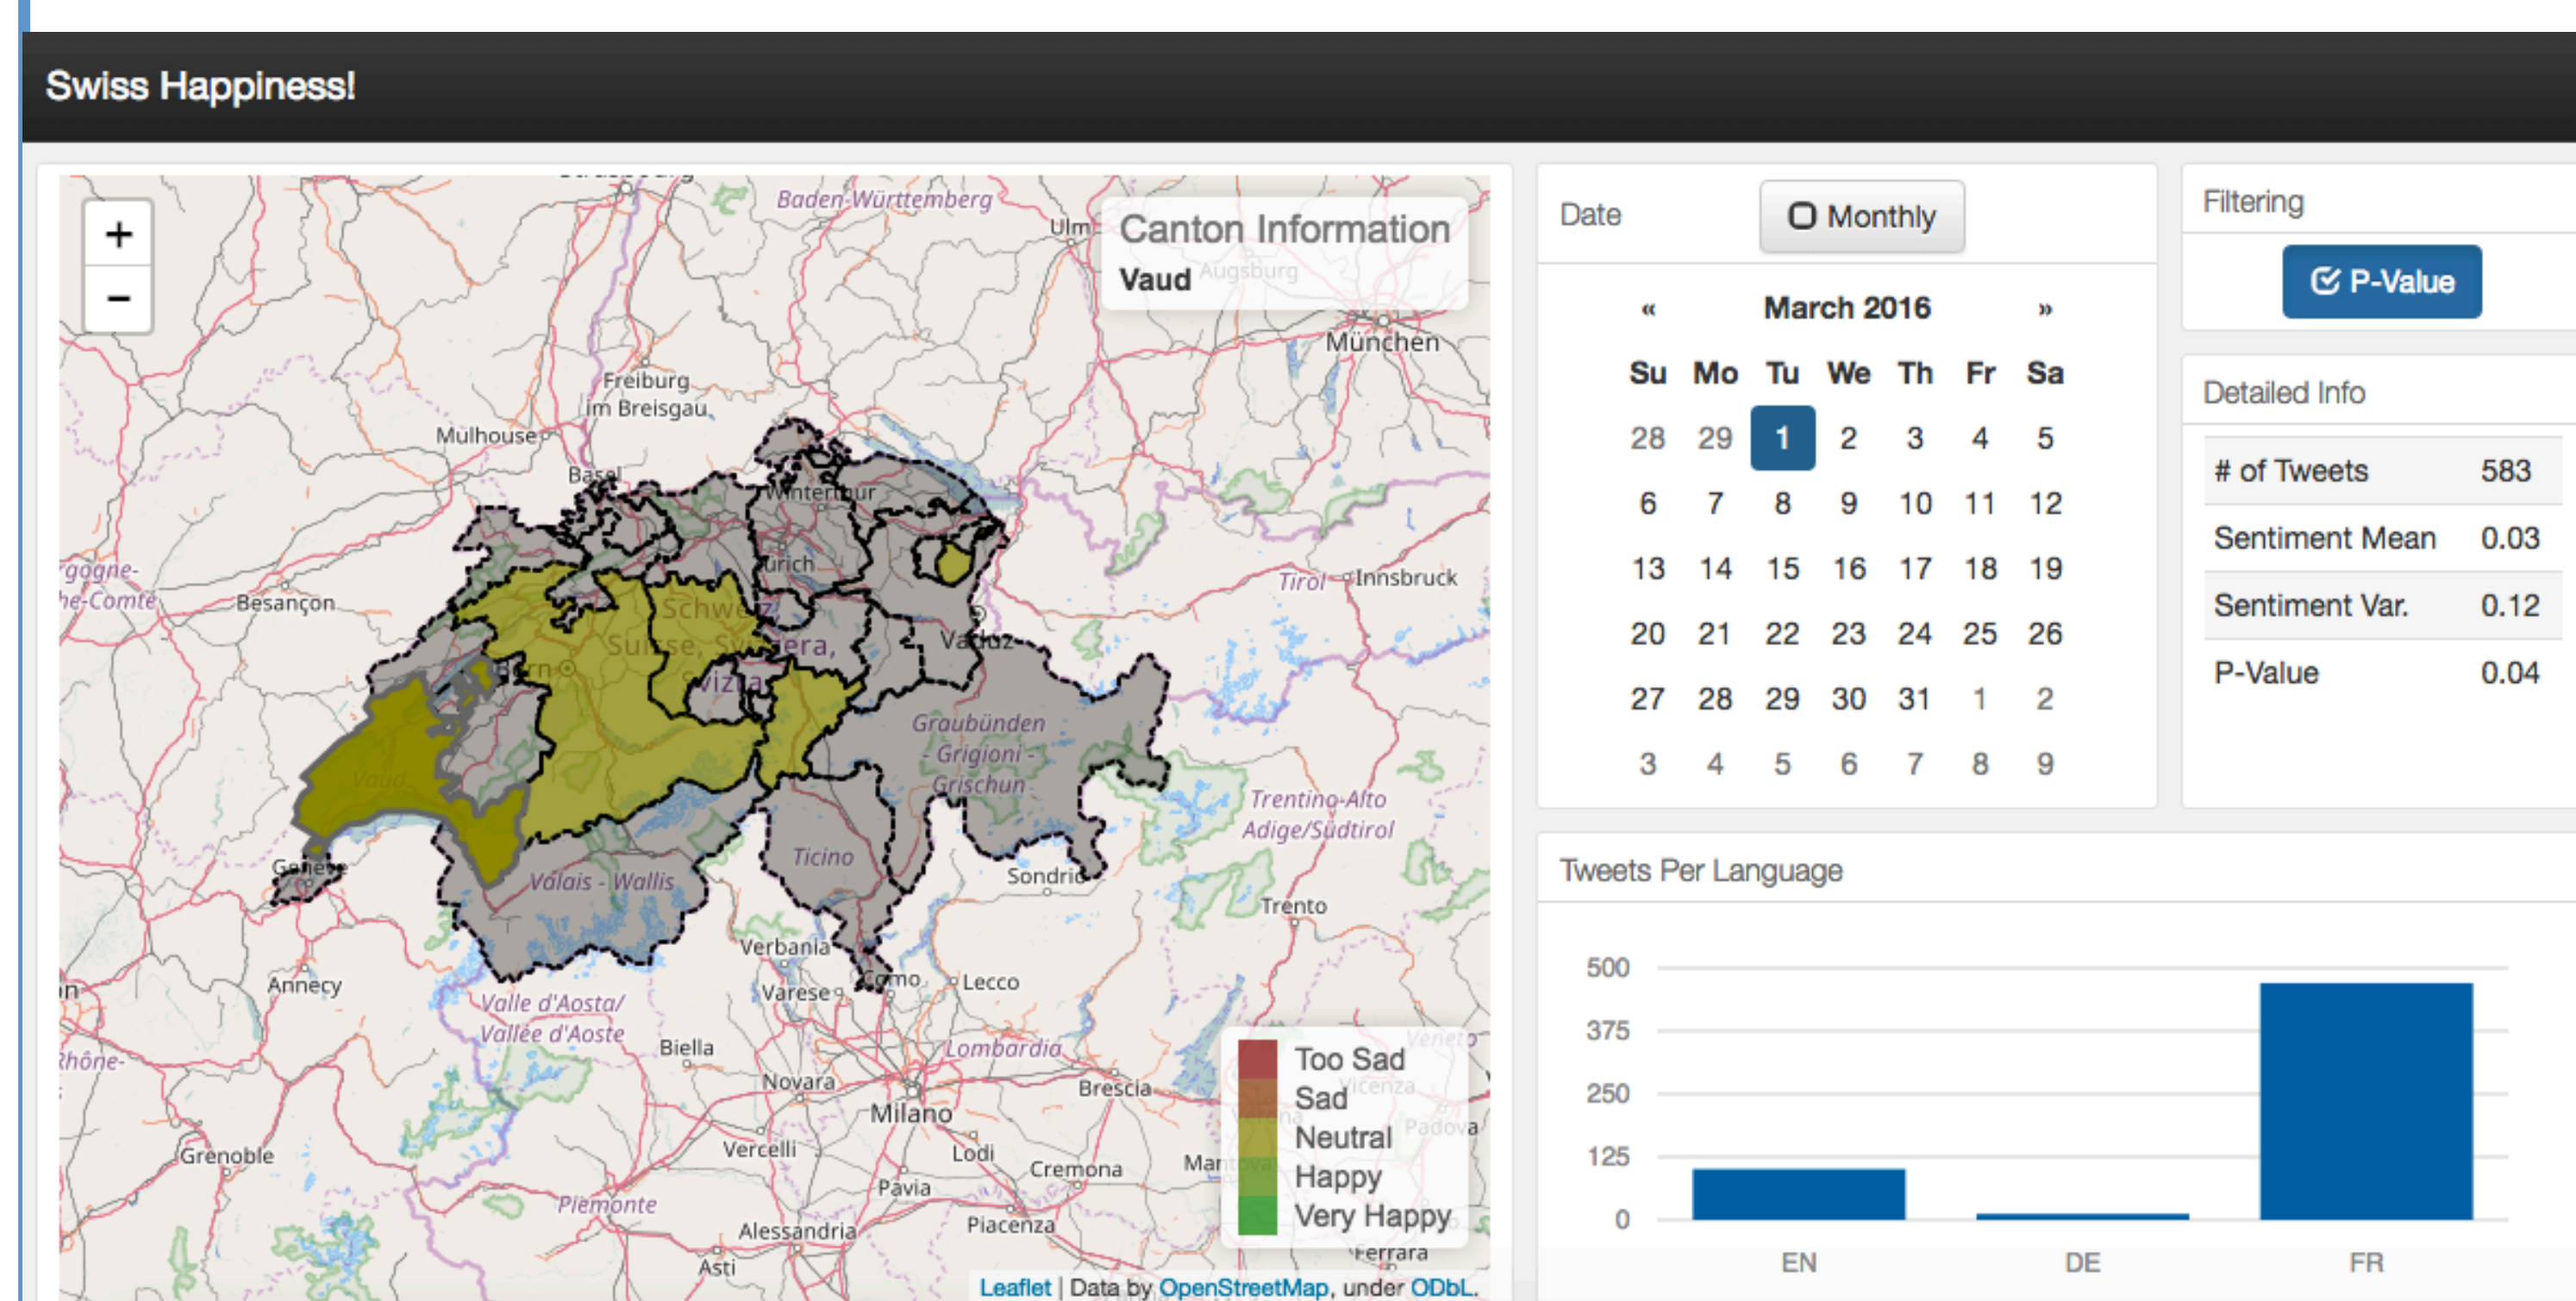 Swiss Happiness!
+
−
Canton Information
Vaud
Baden-Württemberg
Ulm
Augsburg
München
Freiburg
im Breisgau
Mulhouse
Basel
Winterthur
Besançon
Tirol
Innsbruck
Vaduz
Bern
Graubünden
- Grigioni -
Grischun
Vaud
Trentino-Alto
Adige/Südtirol
Genève
Ticino
Valais - Wallis
Sondrio
Trento
Verbania
Como
Annecy
Varese
Lecco
Valle d'Aosta/
Vallée d'Aoste
Biella
Lombardia
Novara
Brescia
Milano
Vercelli
Lodi
Cremona
Grenoble
Pavia
Piemonte
Piacenza
Alessandria
Asti
Veneto
Vicenza
Padova
Mantova
Ferrara
Too Sad
Sad
Neutral
Happy
Very Happy
Leaflet | Data by OpenStreetMap, under ODbL.
Date
Monthly
« March 2016 »
Su Mo Tu We Th Fr Sa
28 29 1 2 3 4 5
6 7 8 9 10 11 12
13 14 15 16 17 18 19
20 21 22 23 24 25 26
27 28 29 30 31 1 2
3 4 5 6 7 8 9
Filtering
P-Value
Detailed Info
# of Tweets 583
Sentiment Mean 0.03
Sentiment Var. 0.12
P-Value 0.04
Tweets Per Language
500
375
250
125
0
EN DE FR